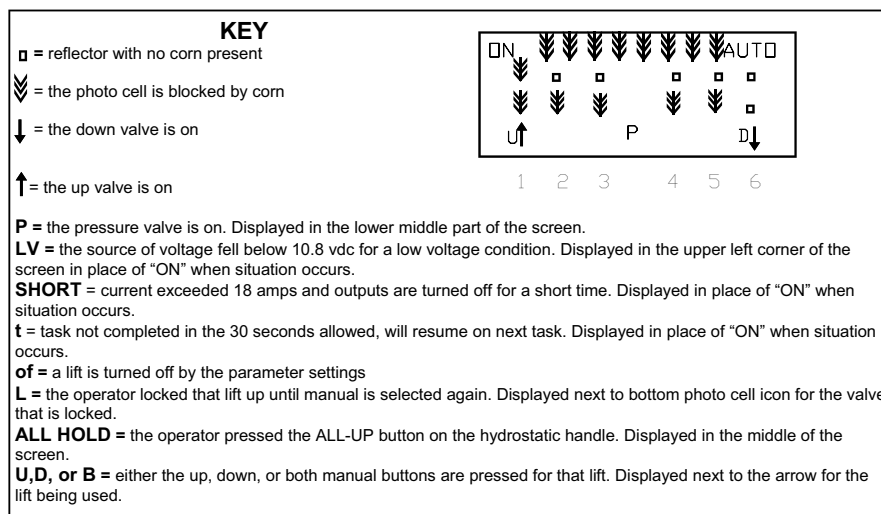 KEY
= reflector with no corn present
= the photo cell is blocked by corn
= the down valve is on
= the up valve is on
ON AUTO
U P D
1 2 3 4 5 6
P = the pressure valve is on. Displayed in the lower middle part of the screen.
LV = the source of voltage fell below 10.8 vdc for a low voltage condition. Displayed in the upper left corner of the
screen in place of “ON” when situation occurs.
SHORT = current exceeded 18 amps and outputs are turned off for a short time. Displayed in place of “ON” when
situation occurs.
t = task not completed in the 30 seconds allowed, will resume on next task. Displayed in place of “ON” when situation
occurs.
of = a lift is turned off by the parameter settings
L = the operator locked that lift up until manual is selected again. Displayed next to bottom photo cell icon for the valve
that is locked.
ALL HOLD = the operator pressed the ALL-UP button on the hydrostatic handle. Displayed in the middle of the
screen.
U,D, or B = either the up, down, or both manual buttons are pressed for that lift. Displayed next to the arrow for the
lift being used.